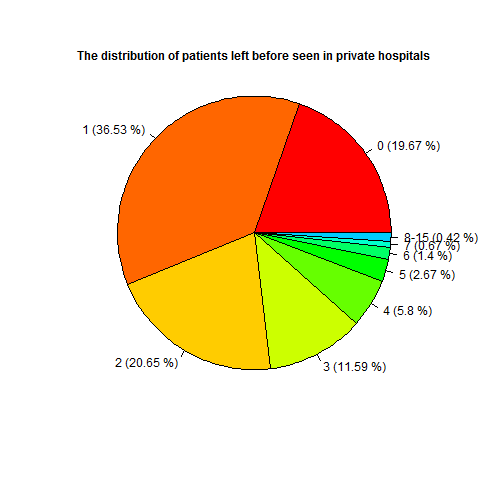 The distribution of patients left before seen in private hospitals
0 (19.67 %)
1 (36.53 %)
2 (20.65 %)
3 (11.59 %)
4 (5.8 %)
5 (2.67 %)
6 (1.4 %)
7 (0.67 %)
8-15 (0.42 %)